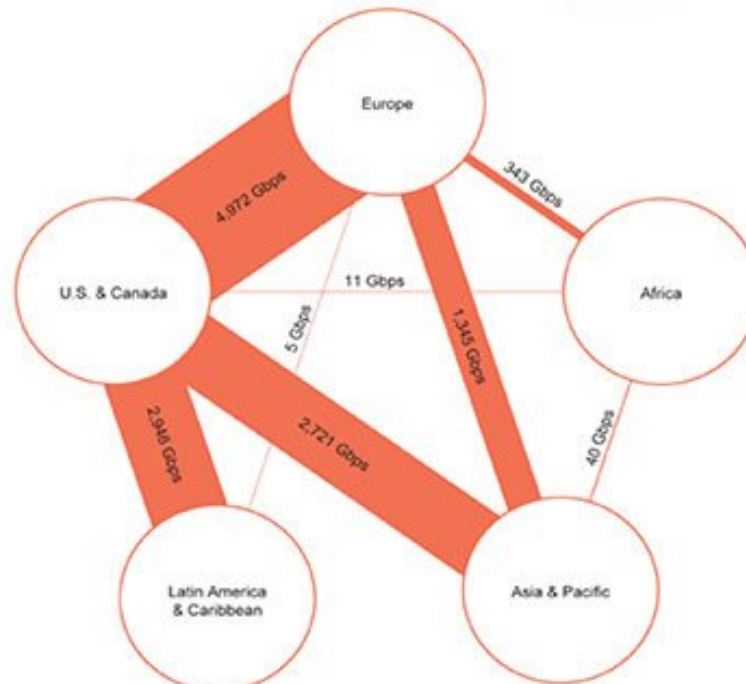 Europe
343 Gbps
4,972 Gbps
U.S. & Canada
11 Gbps
Africa
5 Gbps
1,345 Gbps
2,946 Gbps
2,721 Gbps
40 Gbps
Latin America
& Caribbean
Asia & Pacific